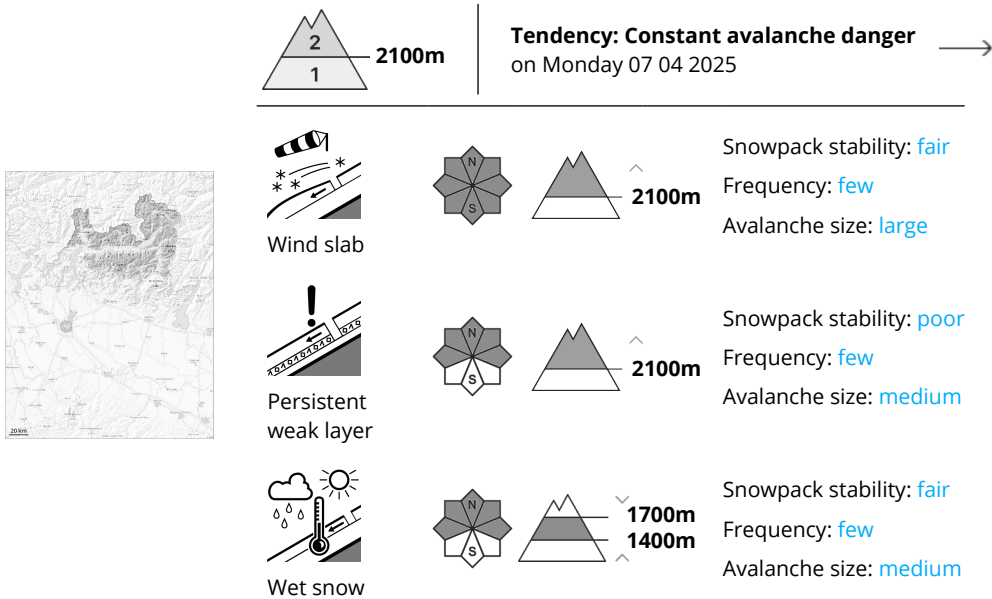 2
1
2100m
Tendency: Constant avalanche danger
on Monday 07 04 2025
20 km
N
S
2100m
Snowpack stability: fair
Frequency: few
Avalanche size: large
Wind slab
N
S
2100m
Snowpack stability: poor
Frequency: few
Avalanche size: medium
Persistent
weak layer
N
S
1700m
1400m
Snowpack stability: fair
Frequency: few
Avalanche size: medium
Wet snow